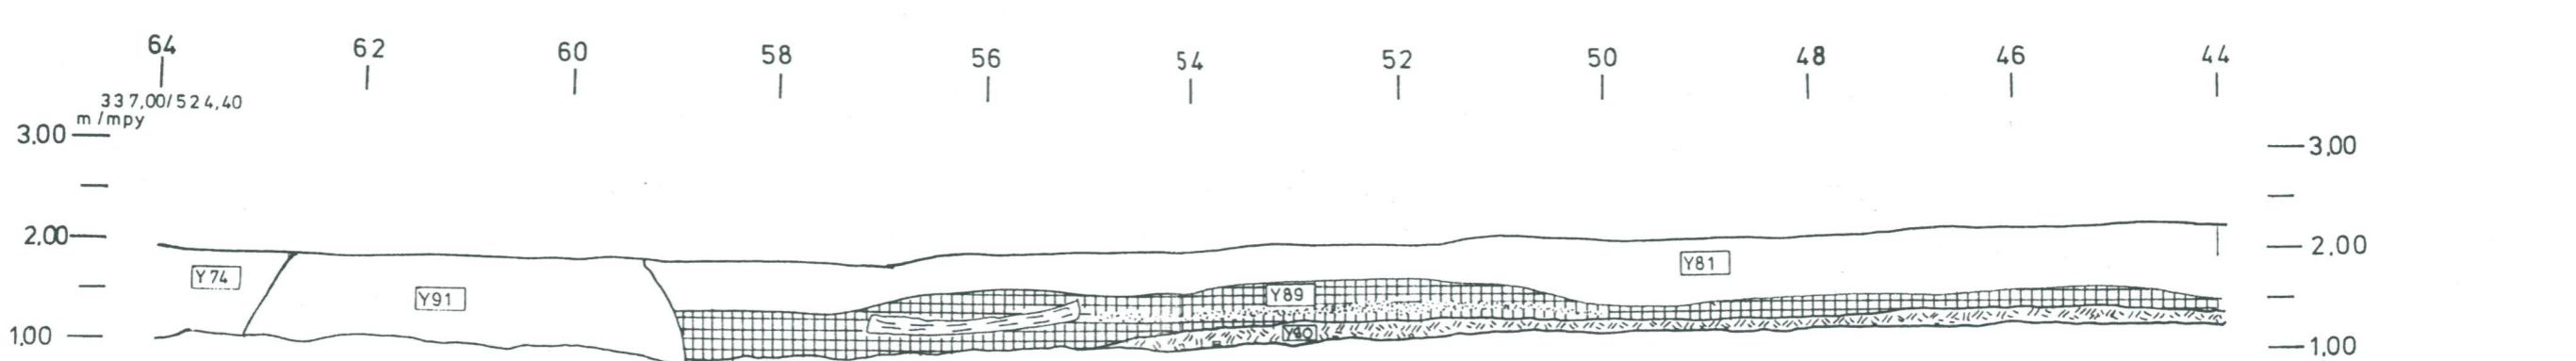 64 62 60 58 56 54 52 50 48 46 44
337,00/524,40
m/mpy
3,00 3,00
2,00 2,00
Y74 Y91 Y89 Y81
1,00 Y90 1,00